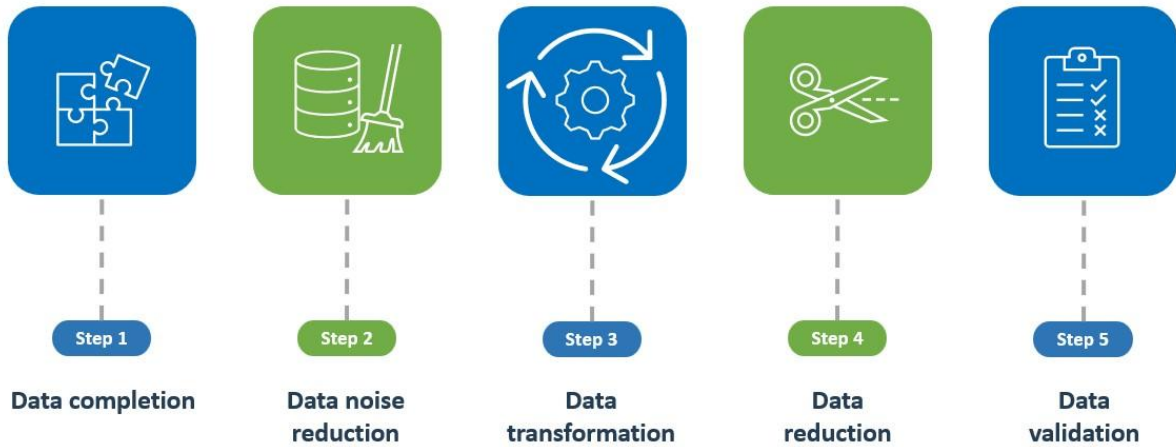 Step 1
Step 2
Step 3
Step 4
Step 5
Data completion
Data noise
reduction
Data
transformation
Data
reduction
Data
validation